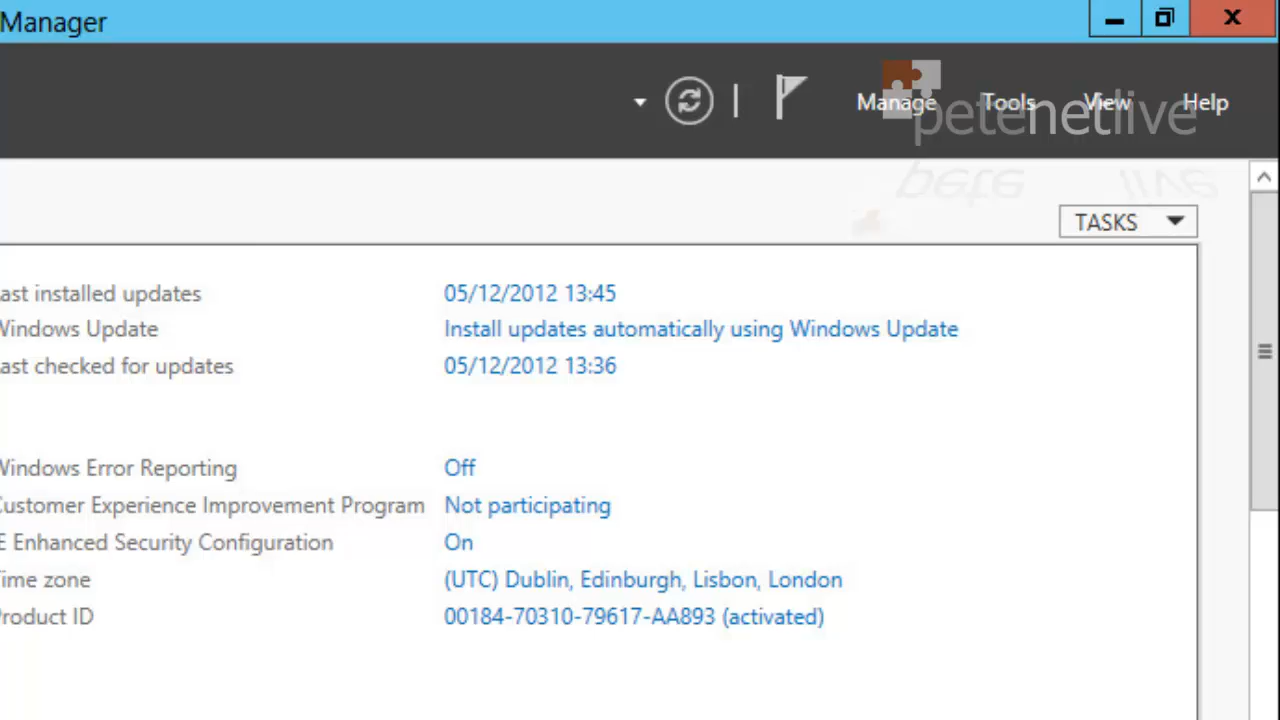 Manager
Manage Tools View Help
petenetlive
TASKS
ast installed updates 05/12/2012 13:45
Windows Update Install updates automatically using Windows Update
ast checked for updates 05/12/2012 13:36
Windows Error Reporting Off
Customer Experience Improvement Program Not participating
E Enhanced Security Configuration On
Time zone (UTC) Dublin, Edinburgh, Lisbon, London
Product ID 00184-70310-79617-AA893 (activated)